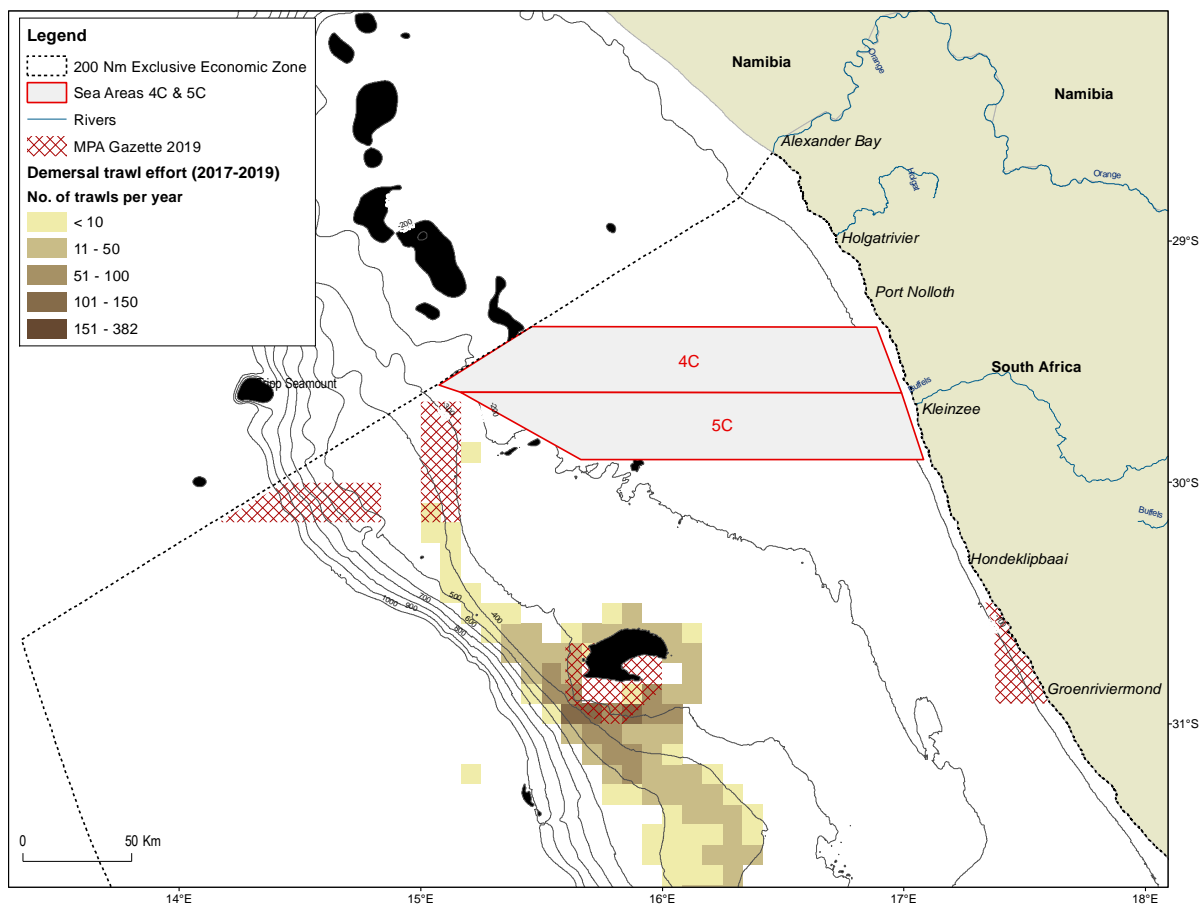 Legend
200 Nm Exclusive Economic Zone
Sea Areas 4C & 5C
Rivers
MPA Gazette 2019
Demersal trawl effort (2017-2019)
No. of trawls per year
< 10
11 - 50
51 - 100
101 - 150
151 - 382
Namibia
Namibia
Orange
Orange
Alexander Bay
Holgat
Holgatrivier
29°S
-200
Port Nolloth
4C
South Africa
Buffels
Kleinzee
5C
30°S
Buffels
Hondeklipbaai
1000
900
700
600
500
-400
Groenriviermond
31°S
0
50 Km
14°E
15°E
16°E
17°E
18°E
Seamount